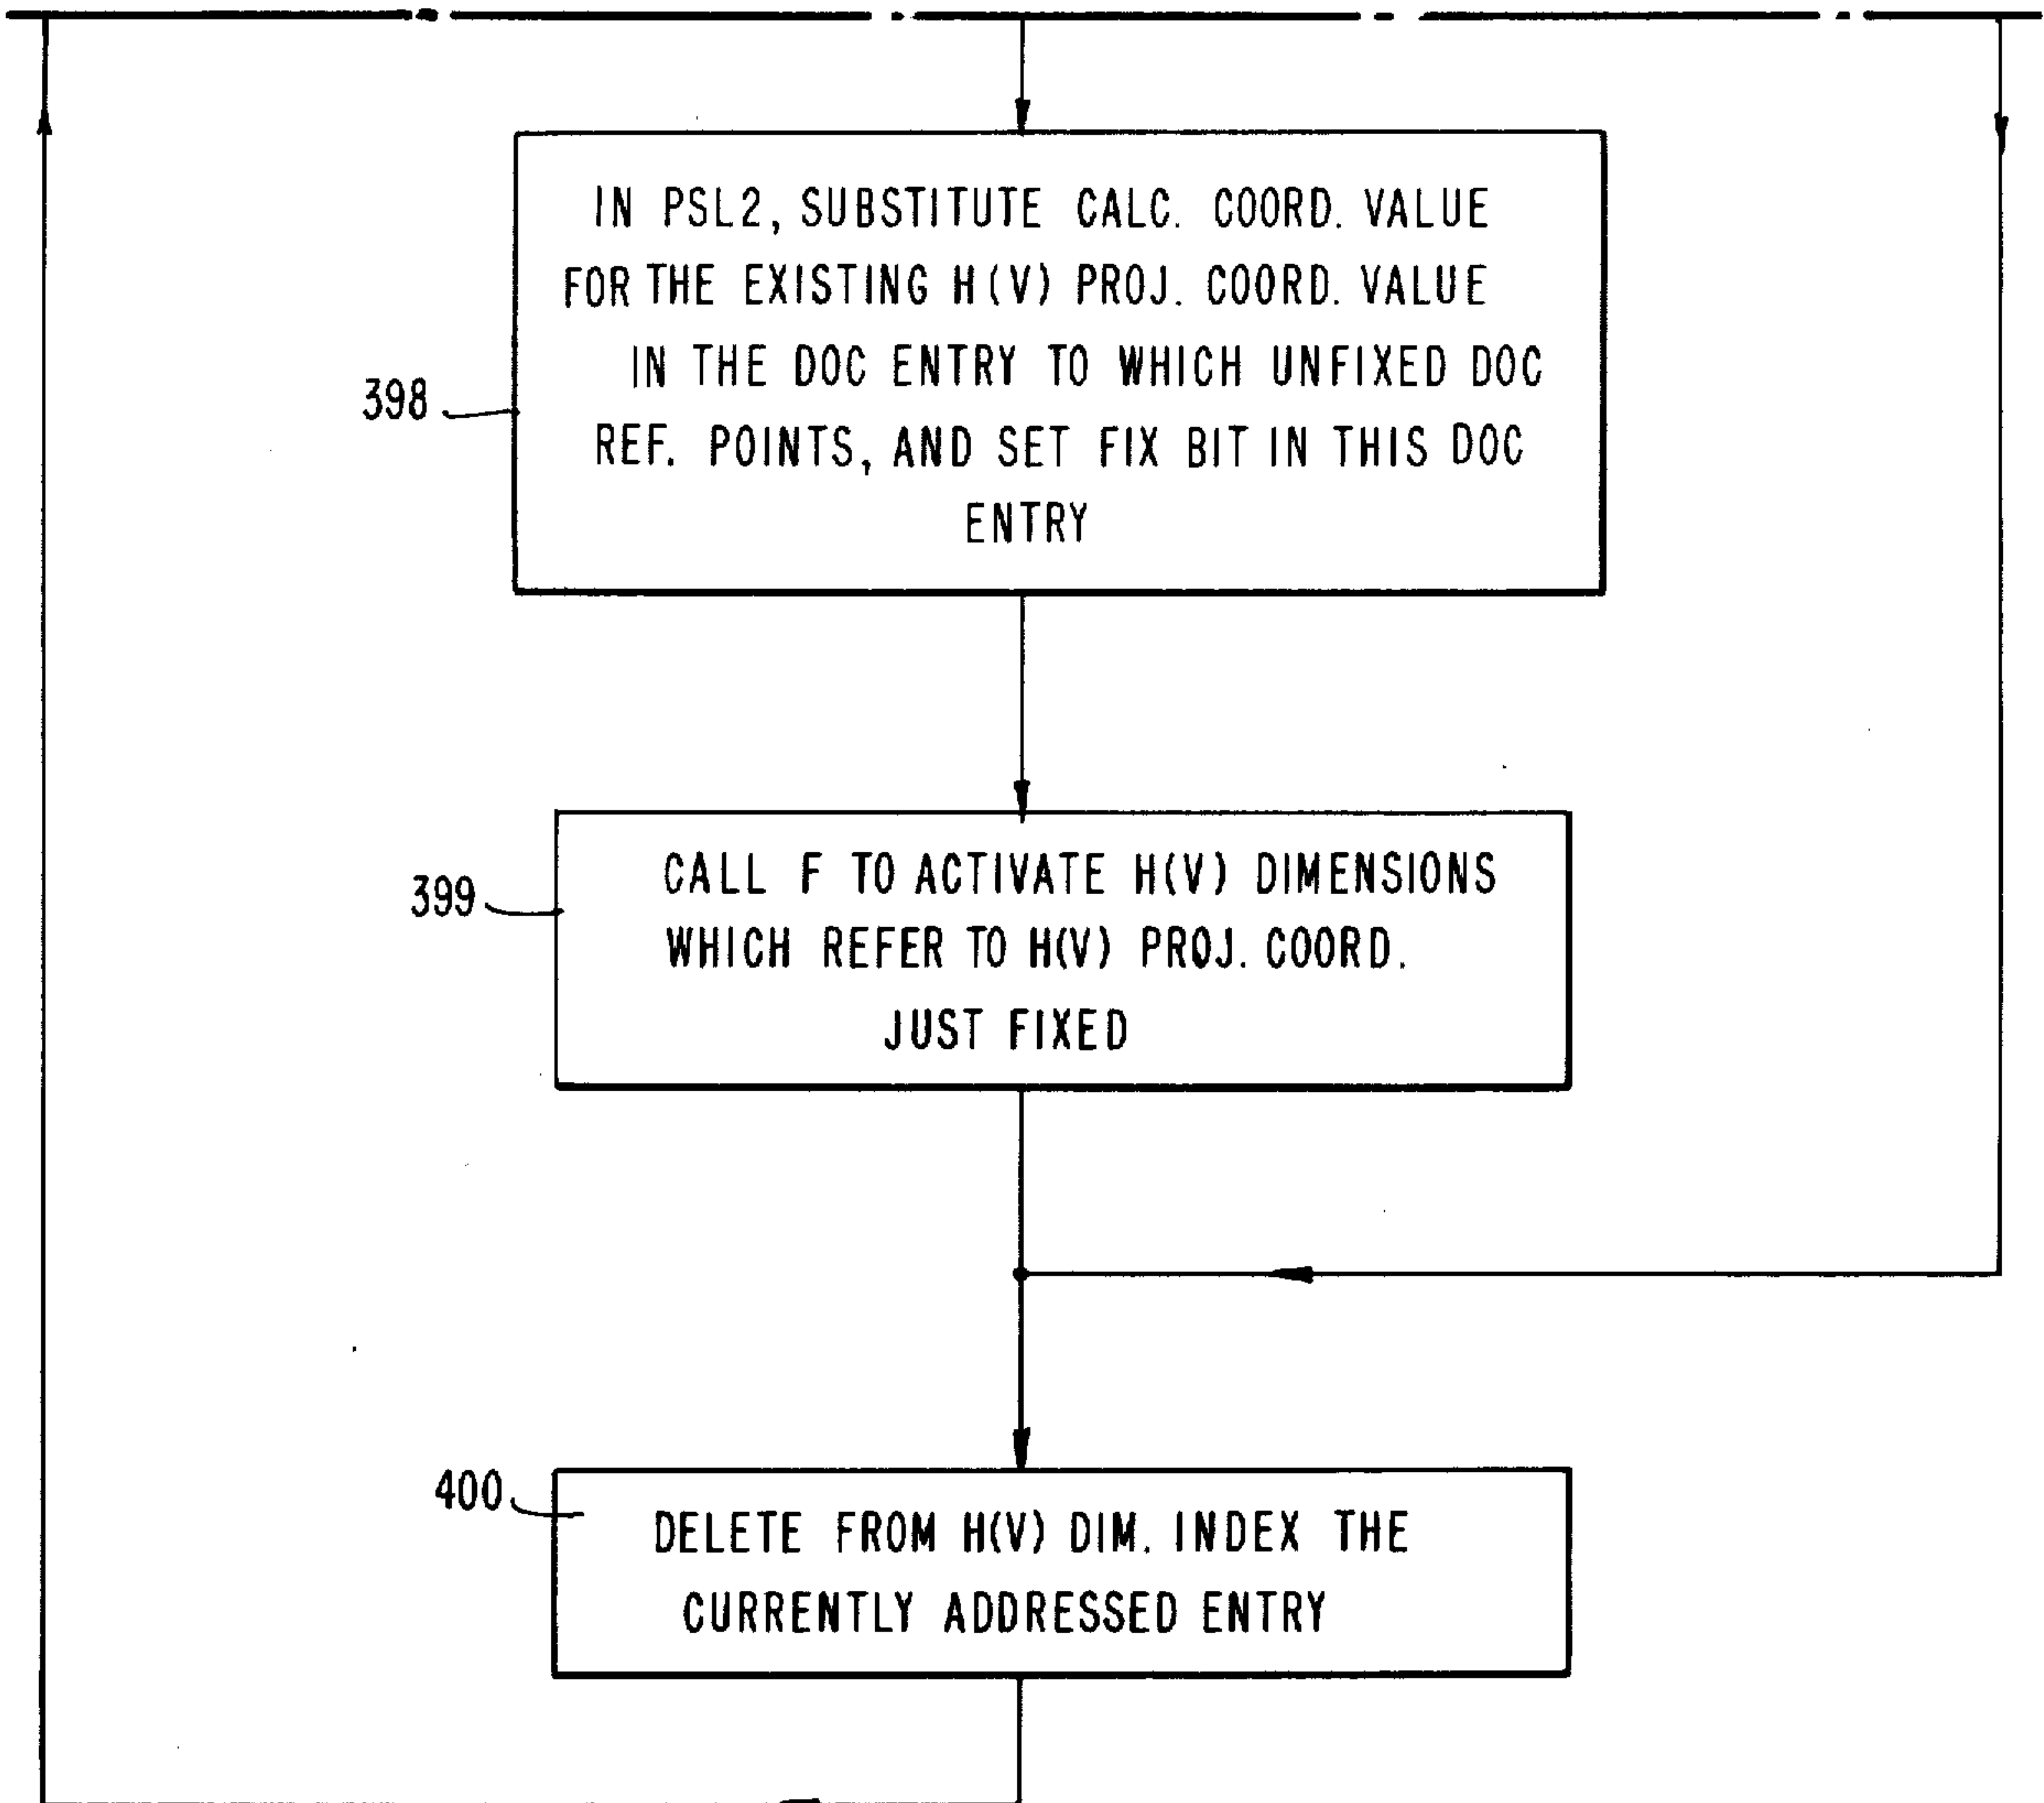 IN PSL2, SUBSTITUTE CALC. COORD. VALUE
FOR THE EXISTING H(V) PROJ. COORD. VALUE
IN THE DOC ENTRY TO WHICH UNFIXED DOC
REF. POINTS, AND SET FIX BIT IN THIS DOC
ENTRY
398
CALL F TO ACTIVATE H(V) DIMENSIONS
WHICH REFER TO H(V) PROJ. COORD.
JUST FIXED
399
DELETE FROM H(V) DIM. INDEX THE
CURRENTLY ADDRESSED ENTRY
400